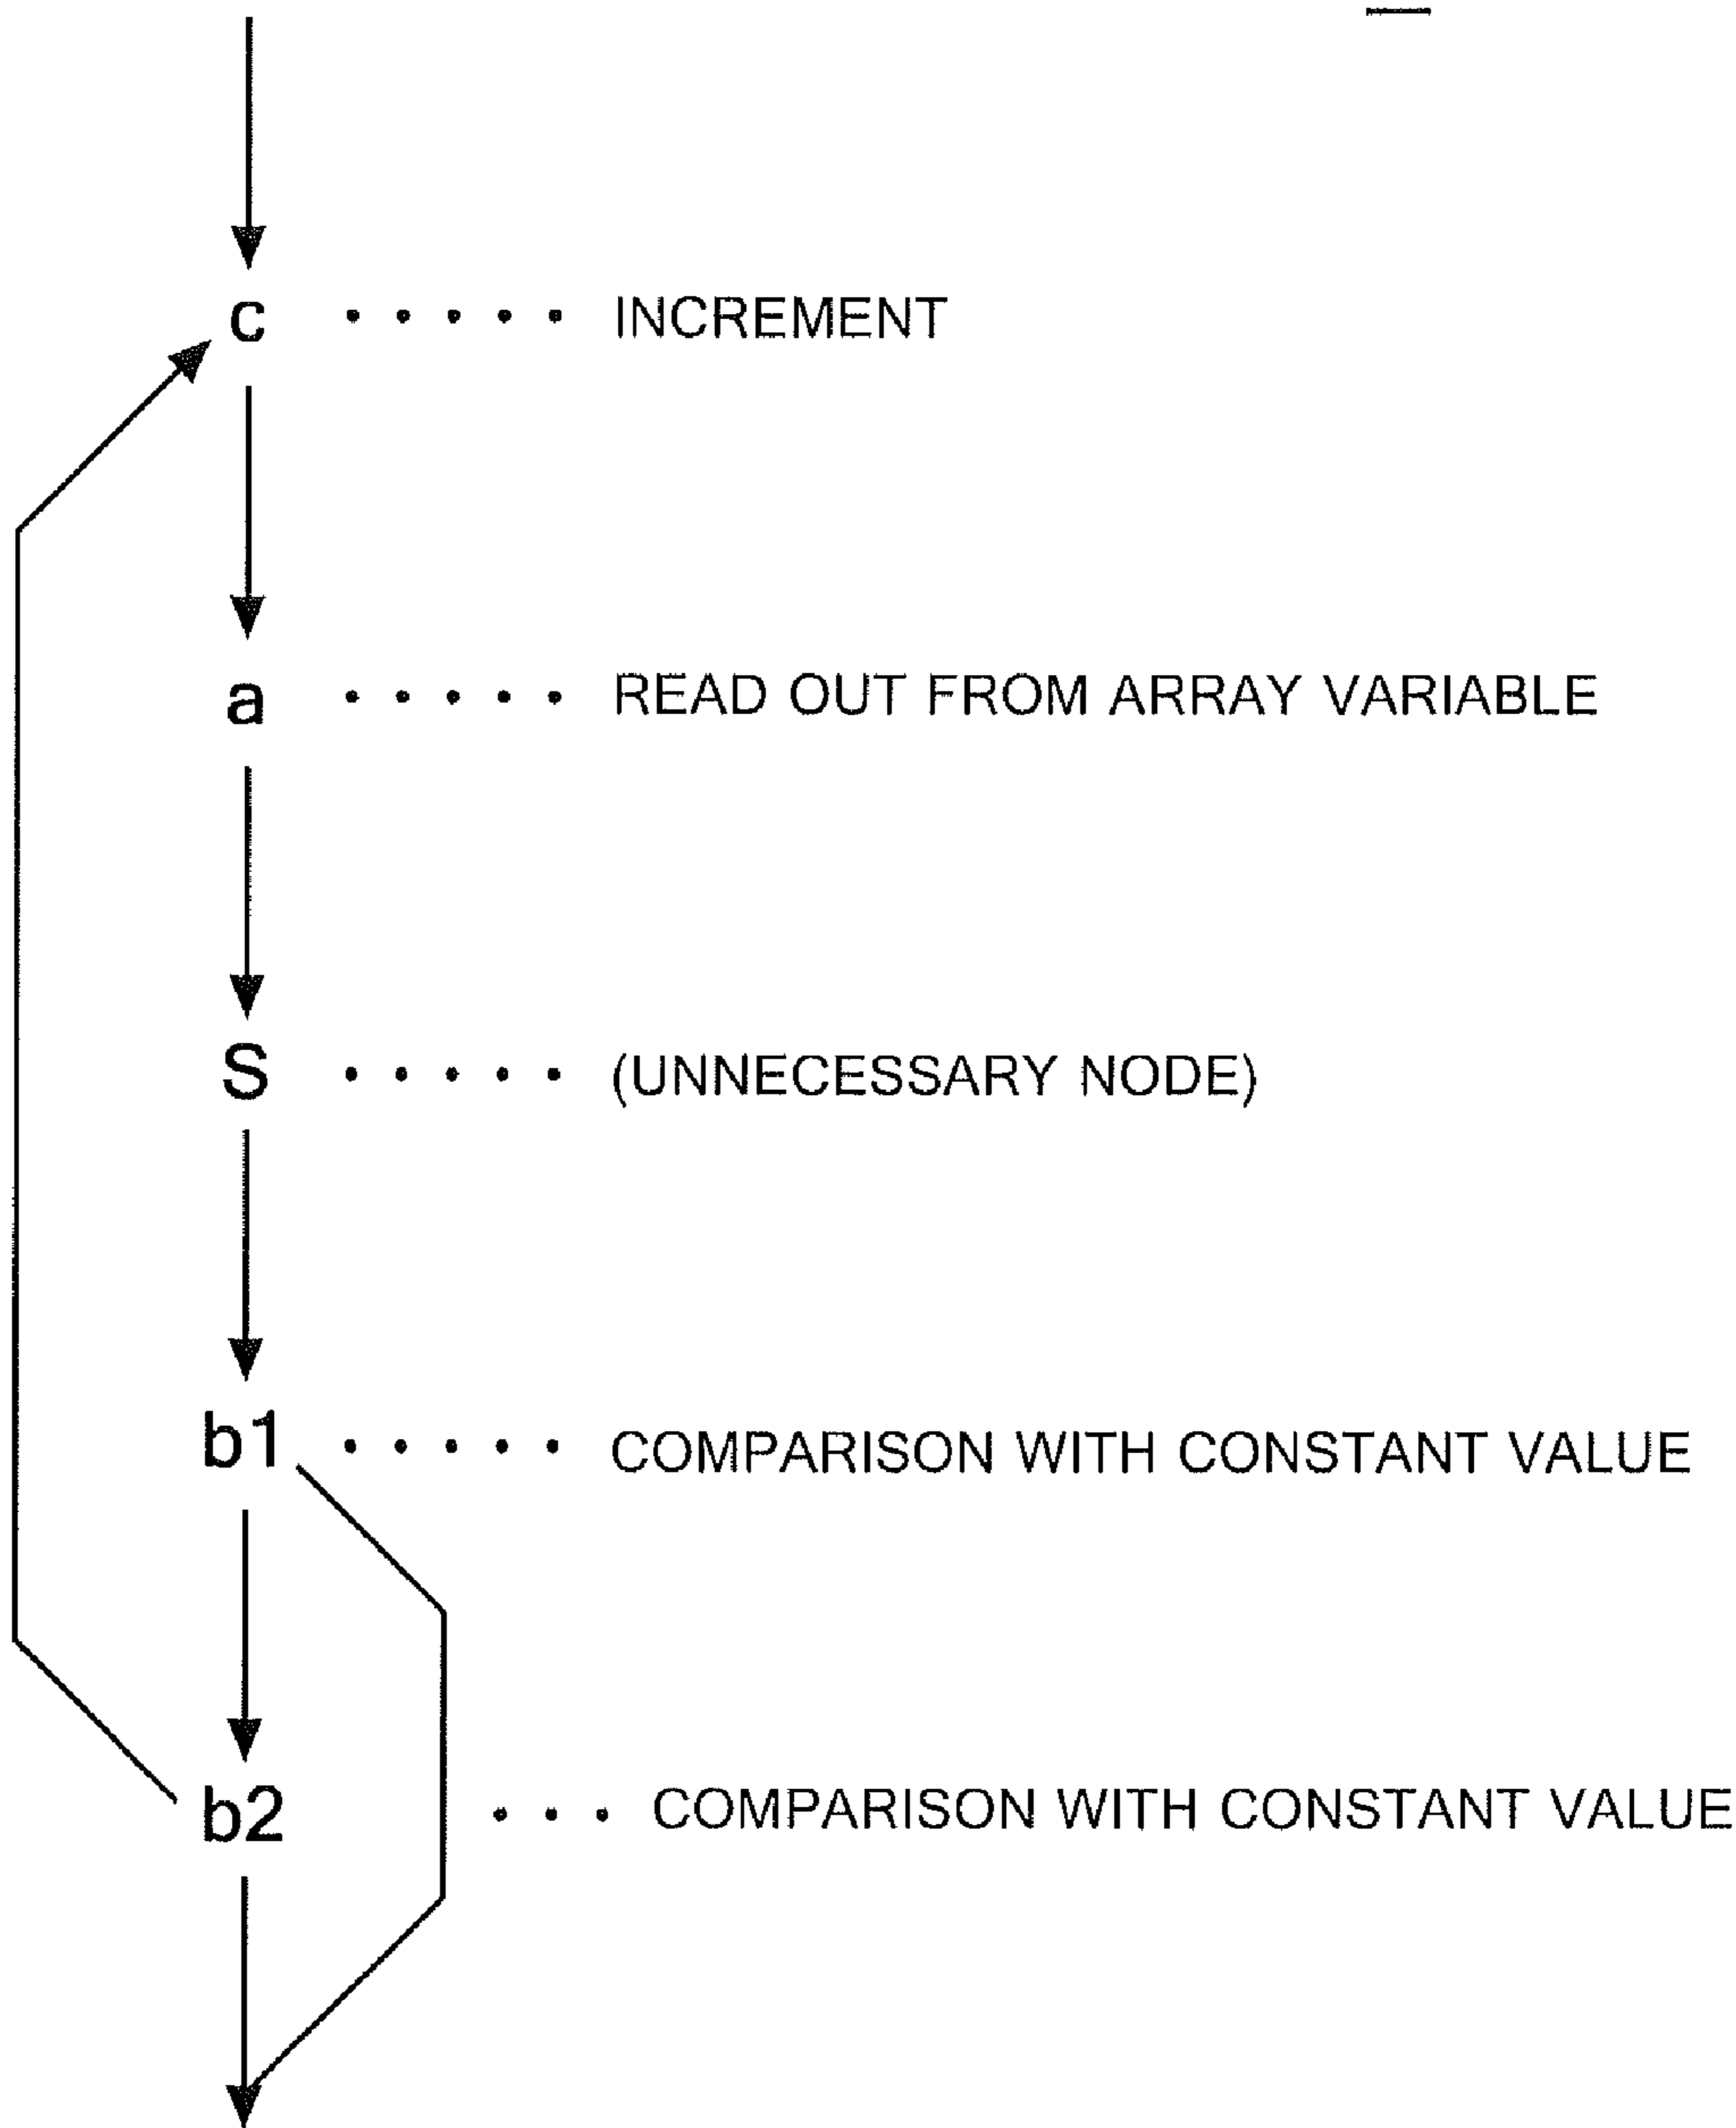 c ····· INCREMENT
a ····· READ OUT FROM ARRAY VARIABLE
S ····· (UNNECESSARY NODE)
b1 ····· COMPARISON WITH CONSTANT VALUE
b2 ··· COMPARISON WITH CONSTANT VALUE